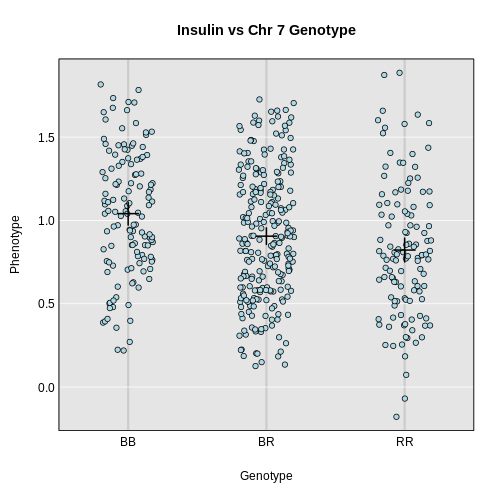 Insulin vs Chr 7 Genotype
Phenotype
1.5
1.0
0.5
0.0
BB BR RR
Genotype